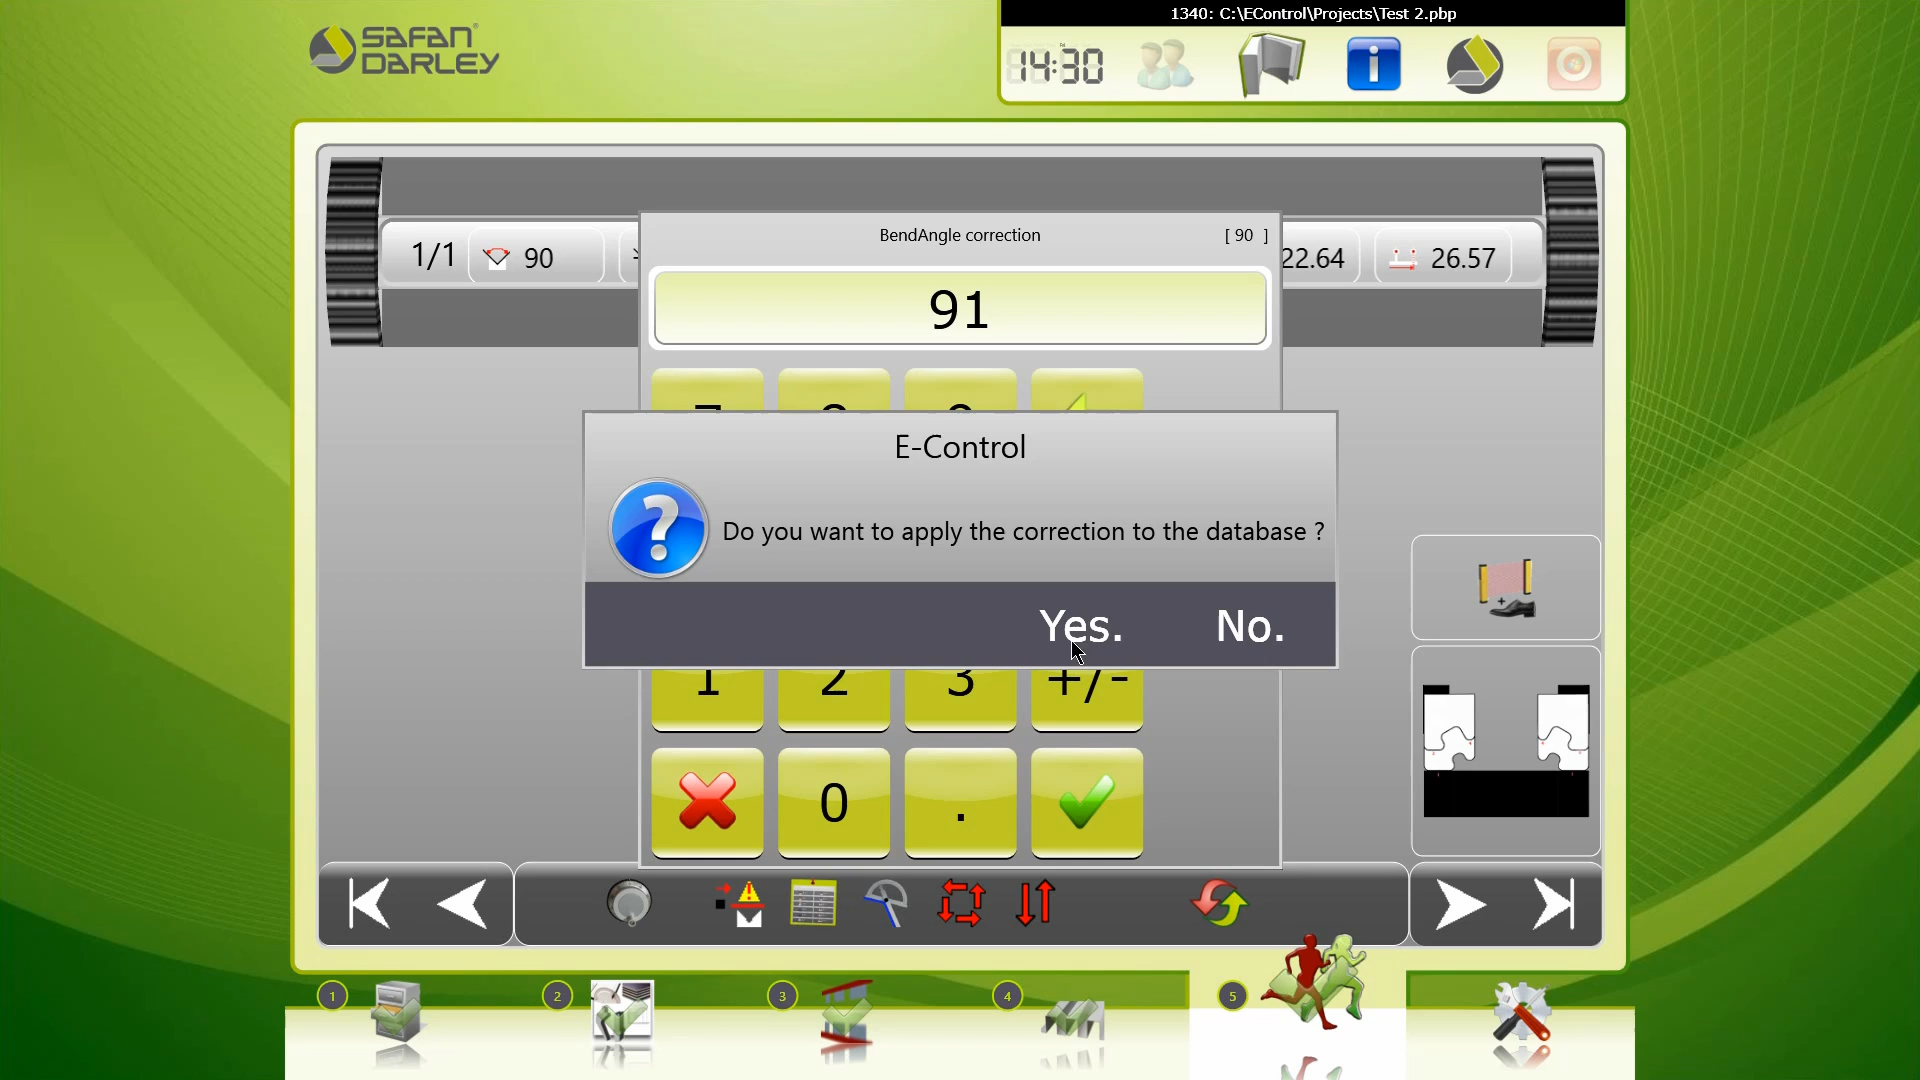 1340: C:\EControl\Projects\Test 2.pbp
SAFAN
DARLEY
14:30
1/1
90
22.64
26.57
BendAngle correction
[ 90 ]
91
E-Control
Do you want to apply the correction to the database ?
Yes.
No.
1
2
3
+/-
0
.
1
2
3
4
5